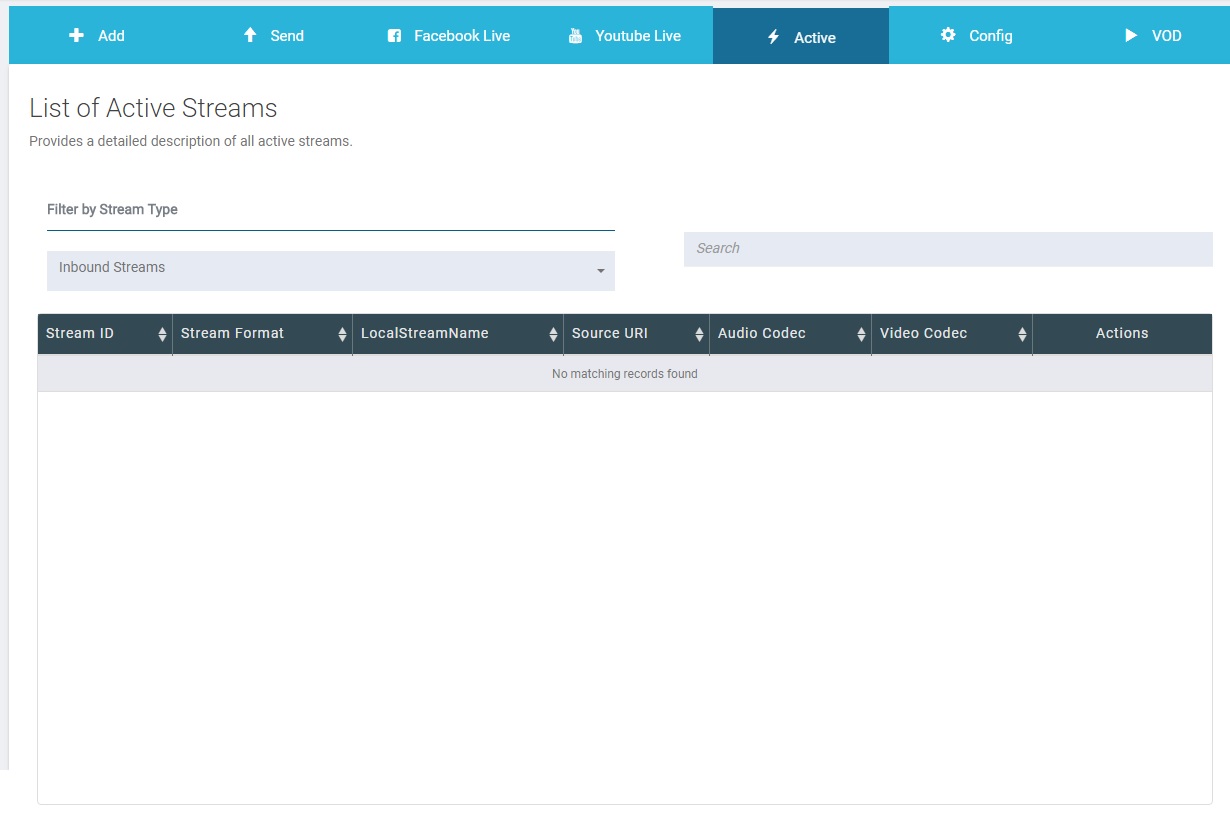 Add Send Facebook Live Youtube Live Active Config VOD
List of Active Streams
Provides a detailed description of all active streams.
Filter by Stream Type
Search
Inbound Streams
Stream ID Stream Format LocalStreamName Source URI Audio Codec Video Codec Actions
No matching records found